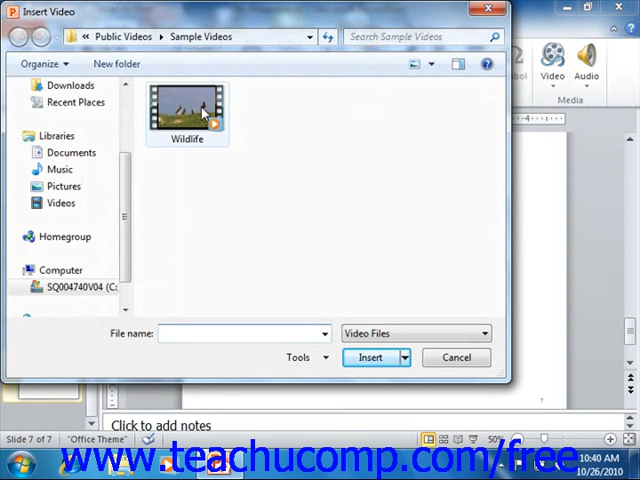 Insert Video
Public Videos
Sample Videos
Search Sample Videos
Organize
New folder
Video
Audio
Media
Downloads
Recent Places
Libraries
Documents
Music
Pictures
Videos
Homegroup
Computer
SQ004740V04 (C:
Wildlife
File name:
Video Files
Tools
Insert
Cancel
Click to add notes
Slide 7 of 7
"Office Theme"
50%
10:40 AM
10/26/2010
www.teachucomp.com/free